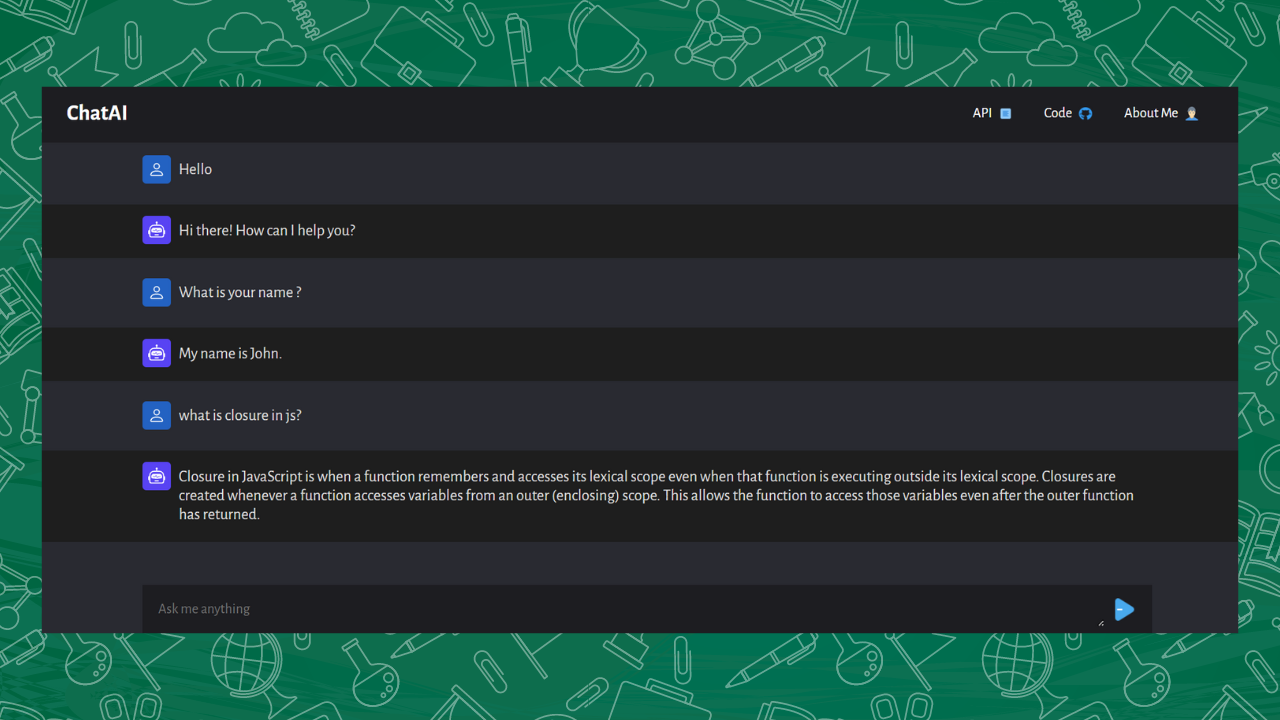 ChatAI
API
Code
About Me
Hello
Hi there! How can I help you?
What is your name ?
My name is John.
what is closure in js?
Closure in JavaScript is when a function remembers and accesses its lexical scope even when that function is executing outside its lexical scope. Closures are
created whenever a function accesses variables from an outer (enclosing) scope. This allows the function to access those variables even after the outer function
has returned.
Ask me anything